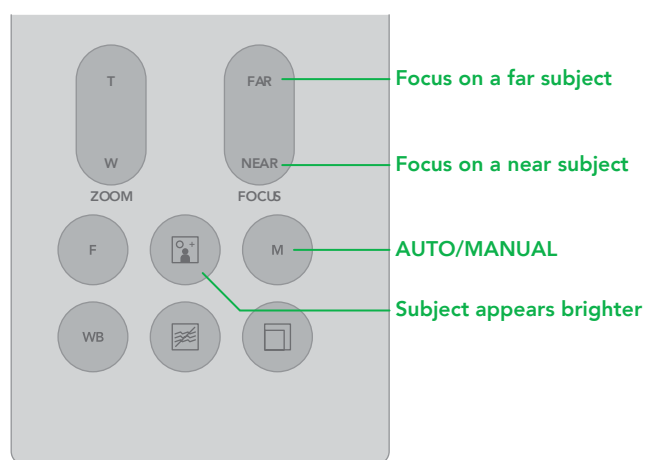 T
FAR
Focus on a far subject
W
NEAR
Focus on a near subject
ZOOM
FOCUS
F
M
AUTO/MANUAL
Subject appears brighter
WB